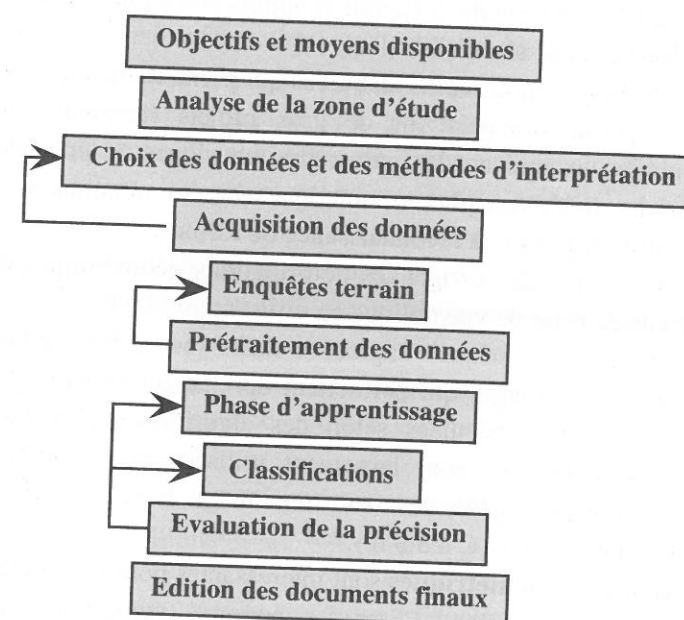 Objectifs et moyens disponibles
Analyse de la zone d'étude
Choix des données et des méthodes d'interprétation
Acquisition des données
Enquêtes terrain
Prétraitement des données
Phase d'apprentissage
Classifications
Evaluation de la précision
Edition des documents finaux